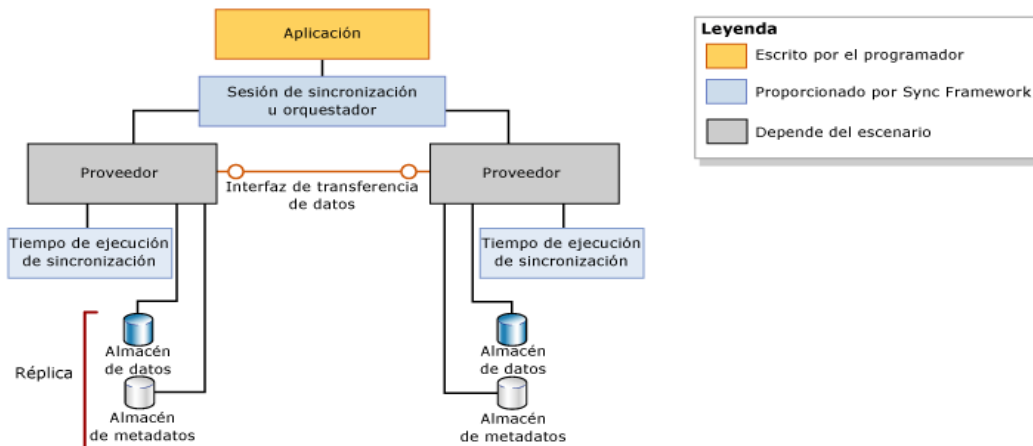 Aplicación
Sesión de sincronización
u orquestador
Proveedor
Interfaz de transferencia
de datos
Proveedor
Tiempo de ejecución
de sincronización
Tiempo de ejecución
de sincronización
Réplica
Almacén
de datos
Almacén
de metadatos
Almacén
de datos
Almacén
de metadatos
Leyenda
Escrito por el programador
Proporcionado por Sync Framework
Depende del escenario